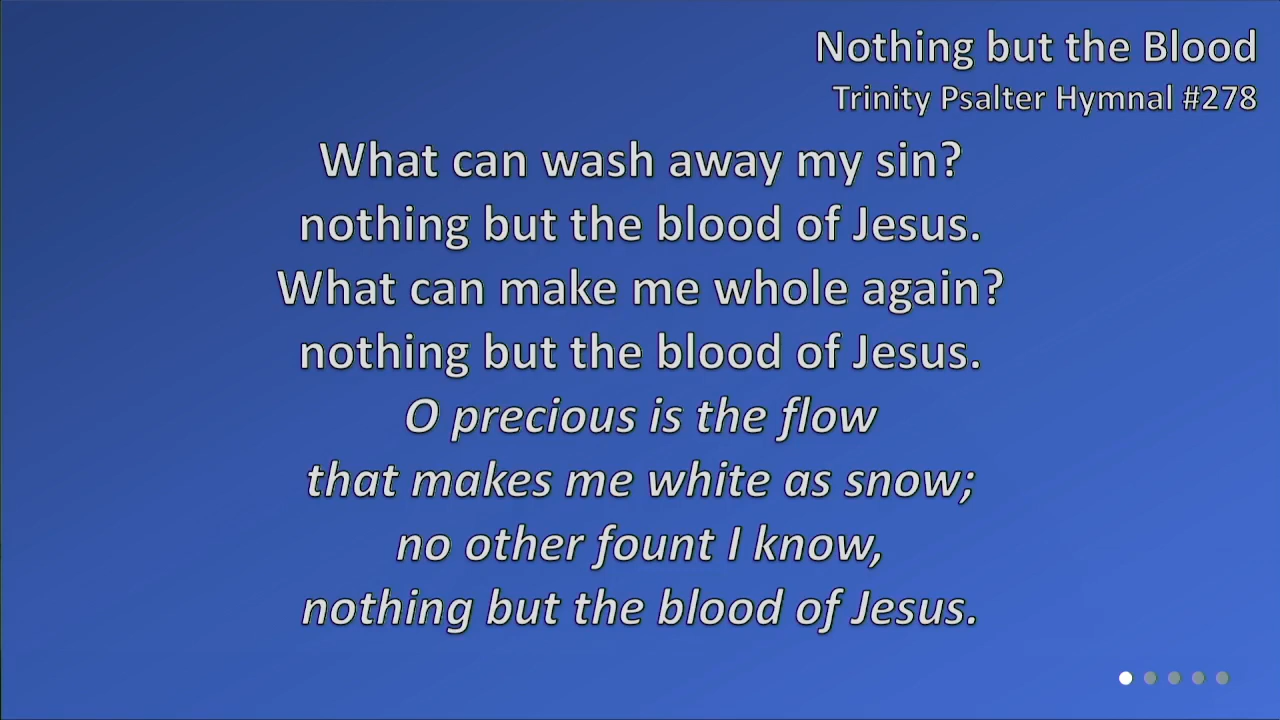 Nothing but the Blood
Trinity Psalter Hymnal #278
What can wash away my sin?
nothing but the blood of Jesus.
What can make me whole again?
nothing but the blood of Jesus.
O precious is the flow
that makes me white as snow;
no other fount I know,
nothing but the blood of Jesus.